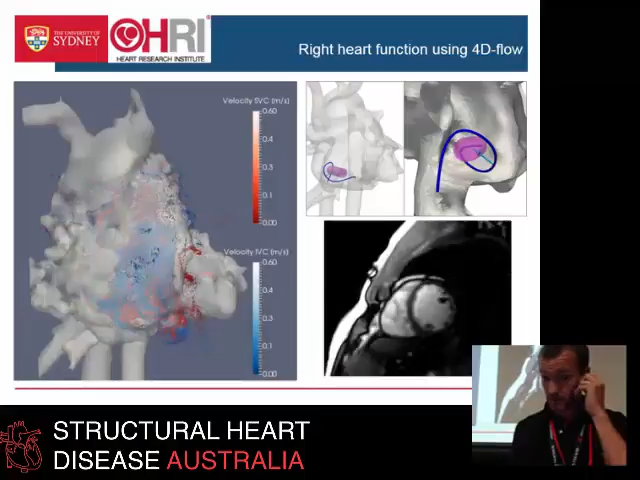 THE UNIVERSITY OF
SYDNEY
HRI
HEART RESEARCH INSTITUTE
Right heart function using 4D-flow
Velocity SVC (m/s)
0.60
0.4
0.3
0.1
0.00
Velocity IVC (m/s)
0.60
0.4
0.3
0.1
0.00
STRUCTURAL HEART
DISEASE AUSTRALIA